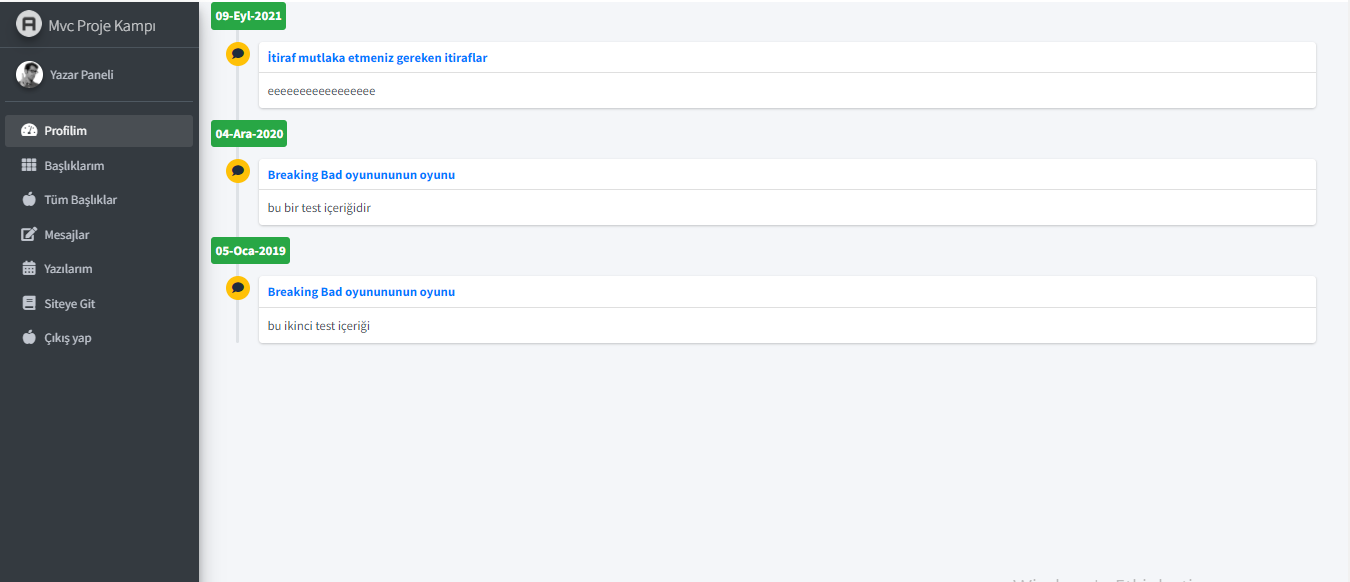 Mvc Proje Kampı
Yazar Paneli
Profilim
Başlıklarım
Tüm Başlıklar
Mesajlar
Yazılarım
Siteye Git
Çıkış yap
09-Eyl-2021
İtiraf mutlaka etmeniz gereken itiraflar
eeeeeeeeeeeeeeeee
04-Ara-2020
Breaking Bad oyunununun oyunu
bu bir test içeriğidir
05-Oca-2019
Breaking Bad oyunununun oyunu
bu ikinci test içeriği